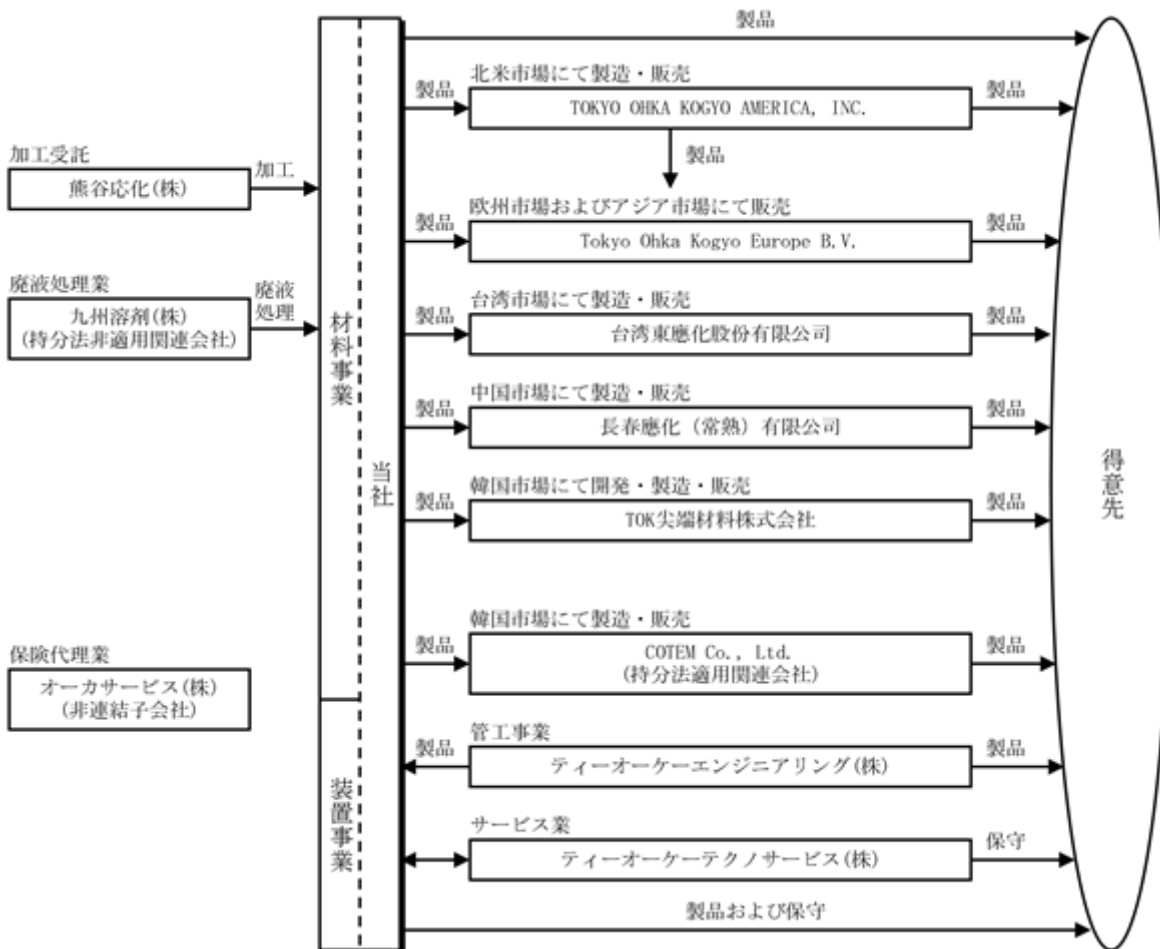 製品
北米市場にて製造・販売
製品
TOKYO OHKA KOGYO AMERICA, INC.
製品
製品
加工受託
熊谷応化(株)
加工
欧州市場およびアジア市場にて販売
製品
Tokyo Ohka Kogyo Europe B.V.
製品
廃液処理業
九州溶剤(株)
(持分法非適用関連会社)
廃液
処理
台湾市場にて製造・販売
製品
台湾東應化股份有限公司
製品
材料事業
中国市場にて製造・販売
製品
長春應化（常熟）有限公司
製品
当社
得意先
韓国市場にて開発・製造・販売
製品
TOK尖端材料株式会社
製品
韓国市場にて製造・販売
製品
COTEM Co., Ltd.
(持分法適用関連会社)
製品
保険代理業
オーカサービス(株)
(非連結子会社)
管工事業
製品
ティーオーケーエンジニアリング(株)
製品
装置事業
サービス業
ティーオーケーテクノサービス(株)
保守
製品および保守